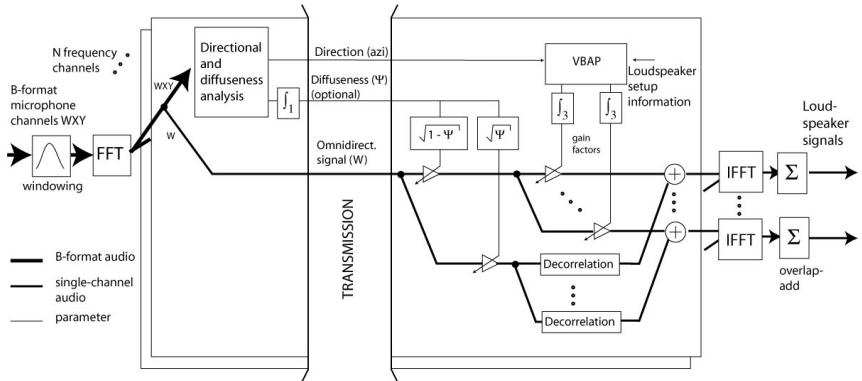 N frequency
channels
B-format
microphone
channels WXY
windowing
FFT
WXY
W
Directional
and
diffuseness
analysis
∫1
Direction (azi)
Diffuseness (Ψ)
(optional)
Omnidirect.
signal (W)
TRANSMISSION
√1 - Ψ
√Ψ
VBAP
Loudspeaker
setup
information
∫3
∫3
gain
factors
+
+
Decorrelation
Decorrelation
IFFT
Σ
IFFT
Σ
overlap-
add
Loud-
speaker
signals
B-format audio
single-channel
audio
parameter